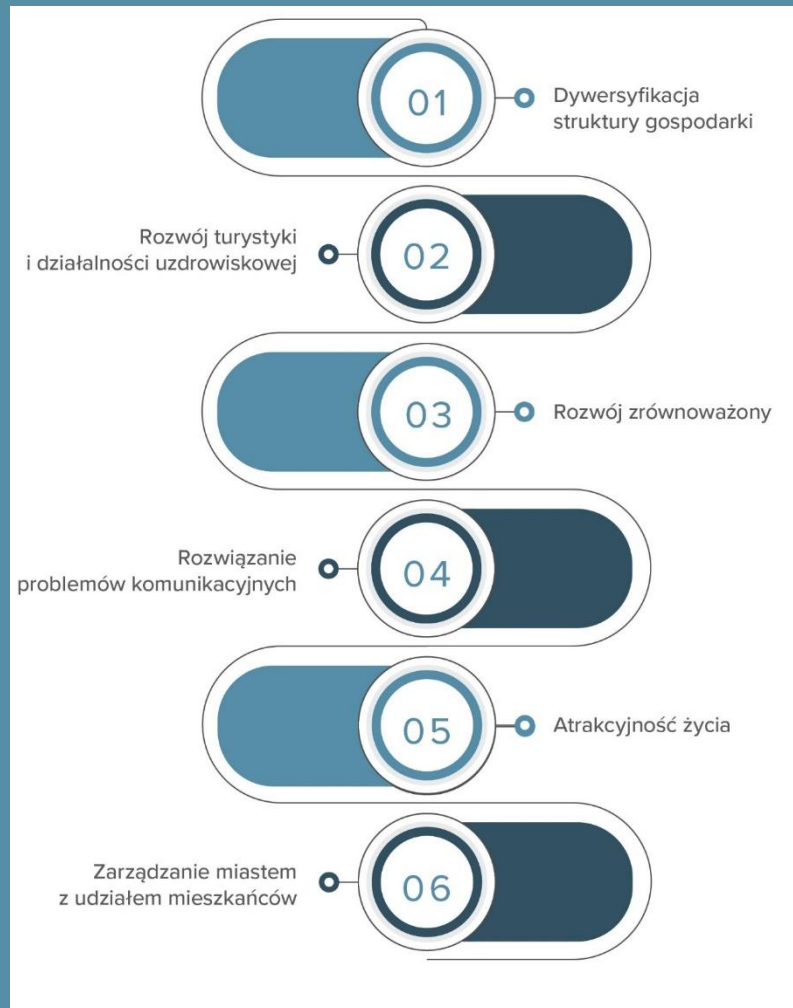 01
Dywersyfikacja
struktury gospodarki
Rozwój turystyki
i działalności uzdrowiskowej
02
03
Rozwój zrównoważony
Rozwiązanie
problemów komunikacyjnych
04
05
Atrakcyjność życia
Zarządzanie miastem
z udziałem mieszkańców
06